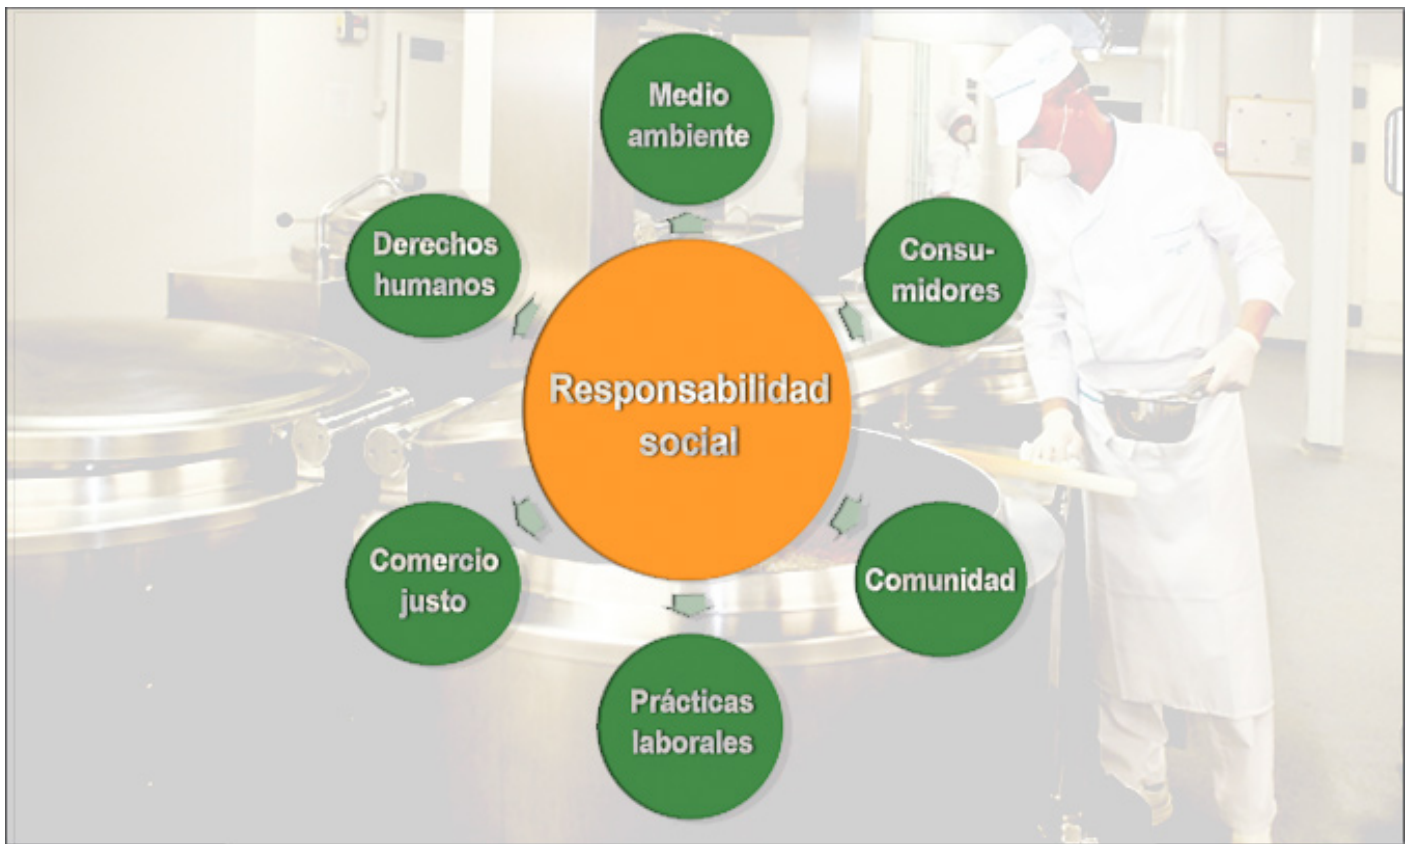 Medio
ambiente
Derechos
humanos
Consu-
midores
Responsabilidad
social
Comercio
justo
Comunidad
Prácticas
laborales